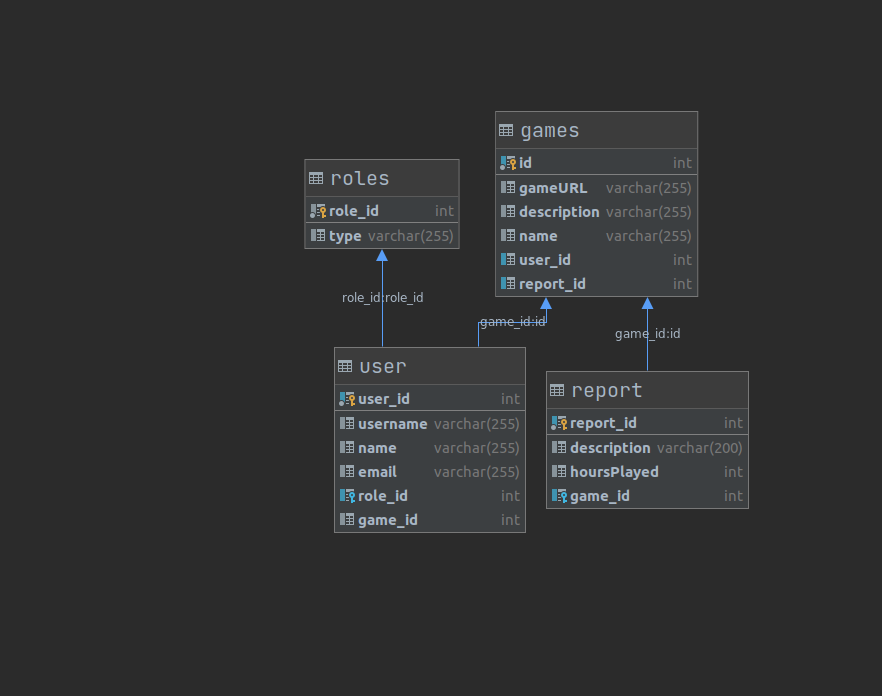 games
id int
gameURL varchar(255)
description varchar(255)
name varchar(255)
user_id int
report_id int
roles
role_id int
type varchar(255)
role_id:role_id
game_id:id
game_id:id
user
user_id int
username varchar(255)
name varchar(255)
email varchar(255)
role_id int
game_id int
report
report_id int
description varchar(200)
hoursPlayed int
game_id int